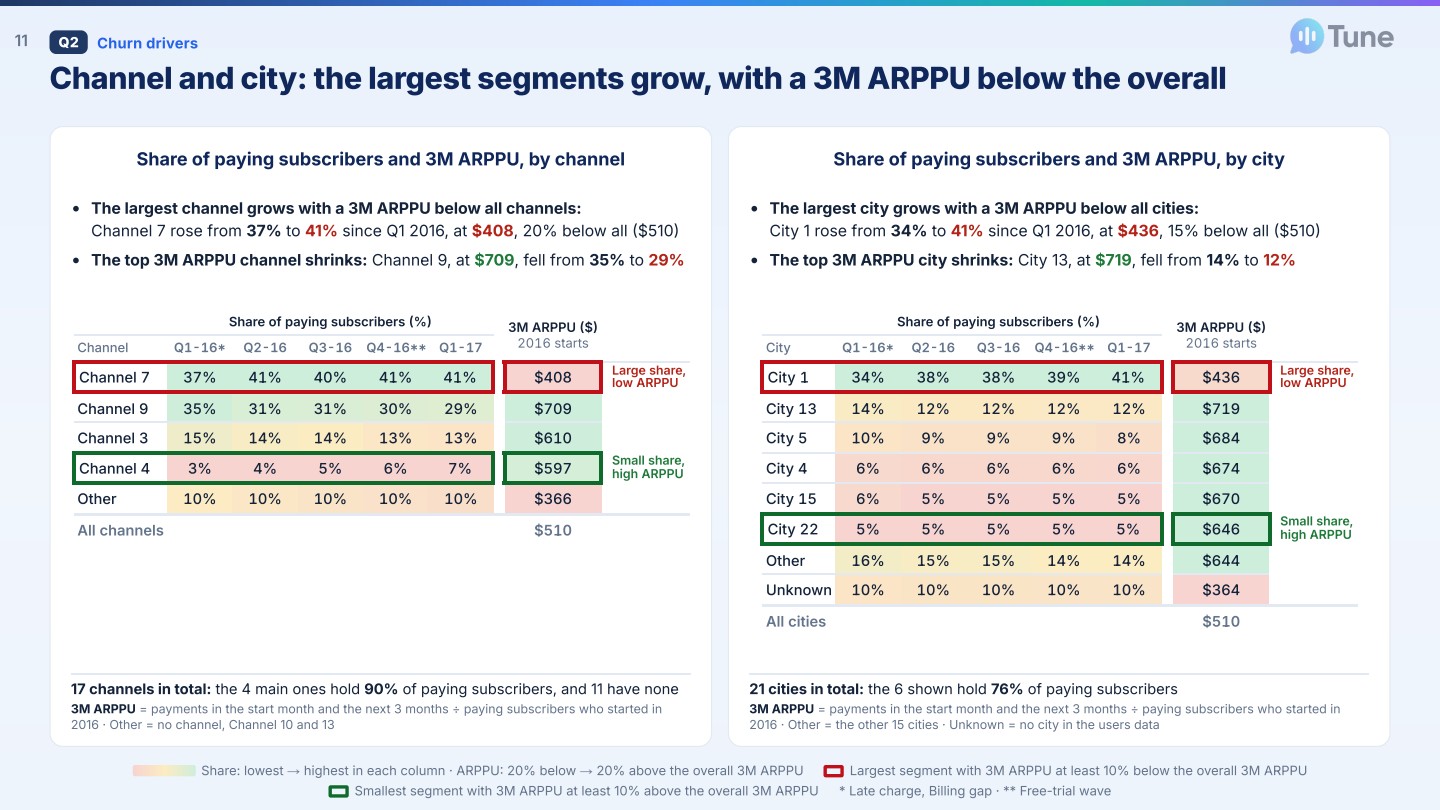 11
Q2 Churn drivers
Tune
Channel and city: the largest segments grow, with a 3M ARPPU below the overall
Share of paying subscribers and 3M ARPPU, by channel
• The largest channel grows with a 3M ARPPU below all channels:
Channel 7 rose from 37% to 41% since Q1 2016, at $408, 20% below all ($510)
• The top 3M ARPPU channel shrinks: Channel 9, at $709, fell from 35% to 29%
Share of paying subscribers (%)
3M ARPPU ($)
2016 starts
Channel Q1-16* Q2-16 Q3-16 Q4-16** Q1-17
Channel 7 37% 41% 40% 41% 41% $408
Large share,
low ARPPU
Channel 9 35% 31% 31% 30% 29% $709
Channel 3 15% 14% 14% 13% 13% $610
Channel 4 3% 4% 5% 6% 7% $597
Small share,
high ARPPU
Other 10% 10% 10% 10% 10% $366
All channels $510
17 channels in total: the 4 main ones hold 90% of paying subscribers, and 11 have none
3M ARPPU = payments in the start month and the next 3 months ÷ paying subscribers who started in
2016 · Other = no channel, Channel 10 and 13
Share of paying subscribers and 3M ARPPU, by city
• The largest city grows with a 3M ARPPU below all cities:
City 1 rose from 34% to 41% since Q1 2016, at $436, 15% below all ($510)
• The top 3M ARPPU city shrinks: City 13, at $719, fell from 14% to 12%
Share of paying subscribers (%)
3M ARPPU ($)
2016 starts
City Q1-16* Q2-16 Q3-16 Q4-16** Q1-17
City 1 34% 38% 38% 39% 41% $436
Large share,
low ARPPU
City 13 14% 12% 12% 12% 12% $719
City 5 10% 9% 9% 9% 8% $684
City 4 6% 6% 6% 6% 6% $674
City 15 6% 5% 5% 5% 5% $670
City 22 5% 5% 5% 5% 5% $646
Small share,
high ARPPU
Other 16% 15% 15% 14% 14% $644
Unknown 10% 10% 10% 10% 10% $364
All cities $510
21 cities in total: the 6 shown hold 76% of paying subscribers
3M ARPPU = payments in the start month and the next 3 months ÷ paying subscribers who started in
2016 · Other = the other 15 cities · Unknown = no city in the users data
Share: lowest → highest in each column · ARPPU: 20% below → 20% above the overall 3M ARPPU Largest segment with 3M ARPPU at least 10% below the overall 3M ARPPU
Smallest segment with 3M ARPPU at least 10% above the overall 3M ARPPU * Late charge, Billing gap · ** Free-trial wave